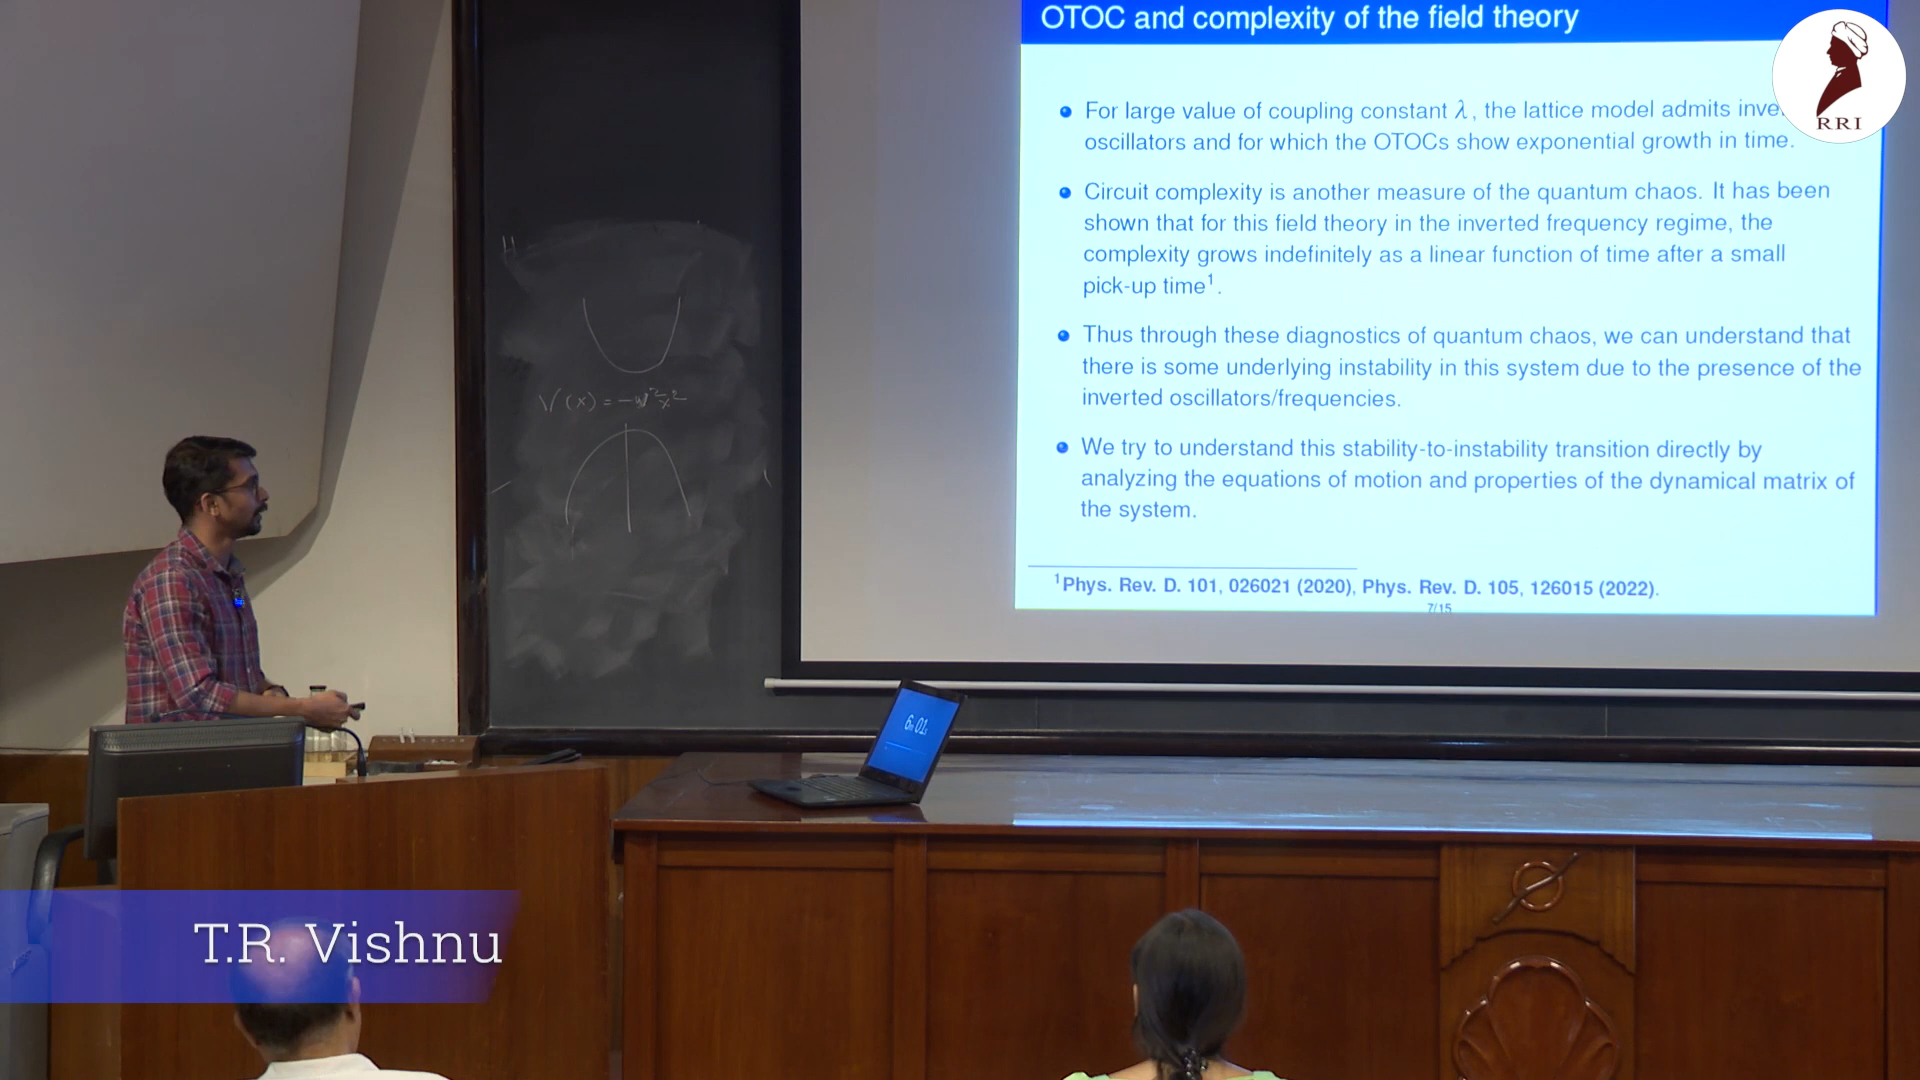 OTOC and complexity of the field theory
RRI
For large value of coupling constant λ, the lattice model admits
oscillators and for which the OTOCs show exponential growth in time.
Circuit complexity is another measure of the quantum chaos. It has been
shown that for this field theory in the inverted frequency regime, the
complexity grows indefinitely as a linear function of time after a small
pick-up time¹.
Thus through these diagnostics of quantum chaos, we can understand that
there is some underlying instability in this system due to the presence of the
inverted oscillators/frequencies.
We try to understand this stability-to-instability transition directly by
analyzing the equations of motion and properties of the dynamical matrix of
the system.
¹Phys. Rev. D. 101, 026021 (2020), Phys. Rev. D. 105, 126015 (2022).
7/15
H
V(x) = -ω²x²
6m 01s
T.R. Vishnu